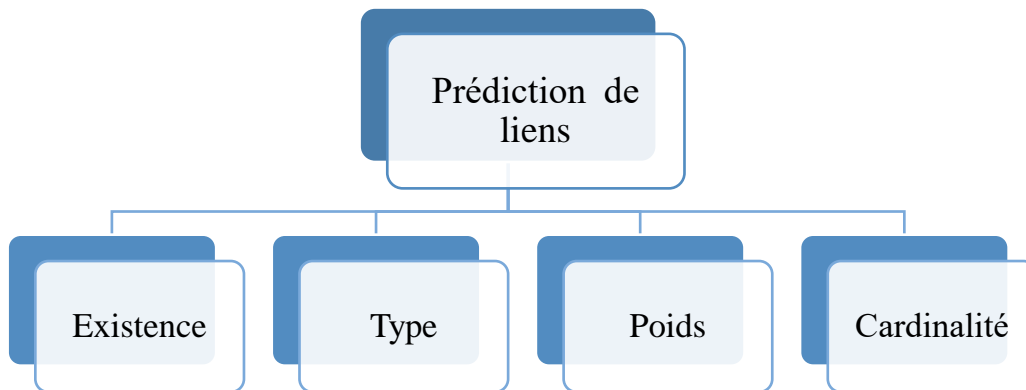 Prédiction de
liens
Existence
Type
Poids
Cardinalité